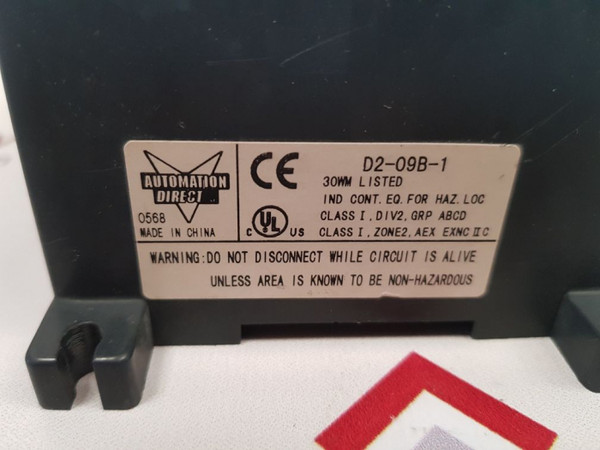 AUTOMATION
DIRECT
0568
MADE IN CHINA
CE
C UL US
D2-09B-1
30WM LISTED
IND CONT. EQ. FOR HAZ. LOC
CLASS I, DIV2, GRP ABCD
CLASS I, ZONE2, AEX EXNC II C
WARNING: DO NOT DISCONNECT WHILE CIRCUIT IS ALIVE
UNLESS AREA IS KNOWN TO BE NON-HAZARDOUS